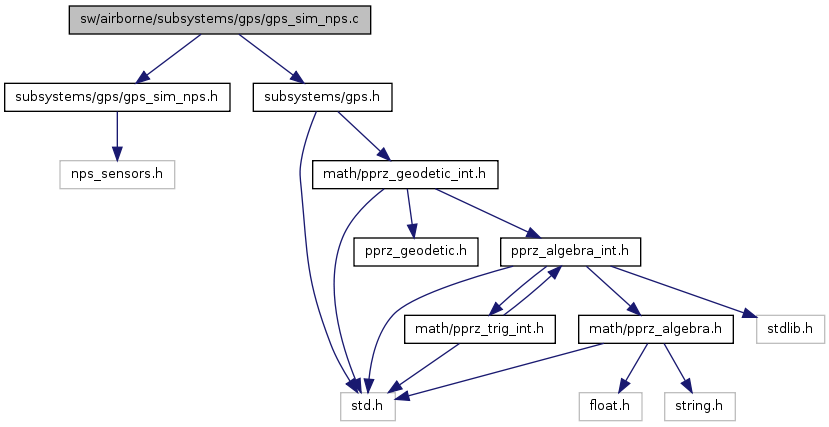 sw/airborne/subsystems/gps/gps_sim_nps.c
subsystems/gps/gps_sim_nps.h
subsystems/gps.h
nps_sensors.h
math/pprz_geodetic_int.h
pprz_geodetic.h
pprz_algebra_int.h
math/pprz_trig_int.h
math/pprz_algebra.h
stdlib.h
std.h
float.h
string.h